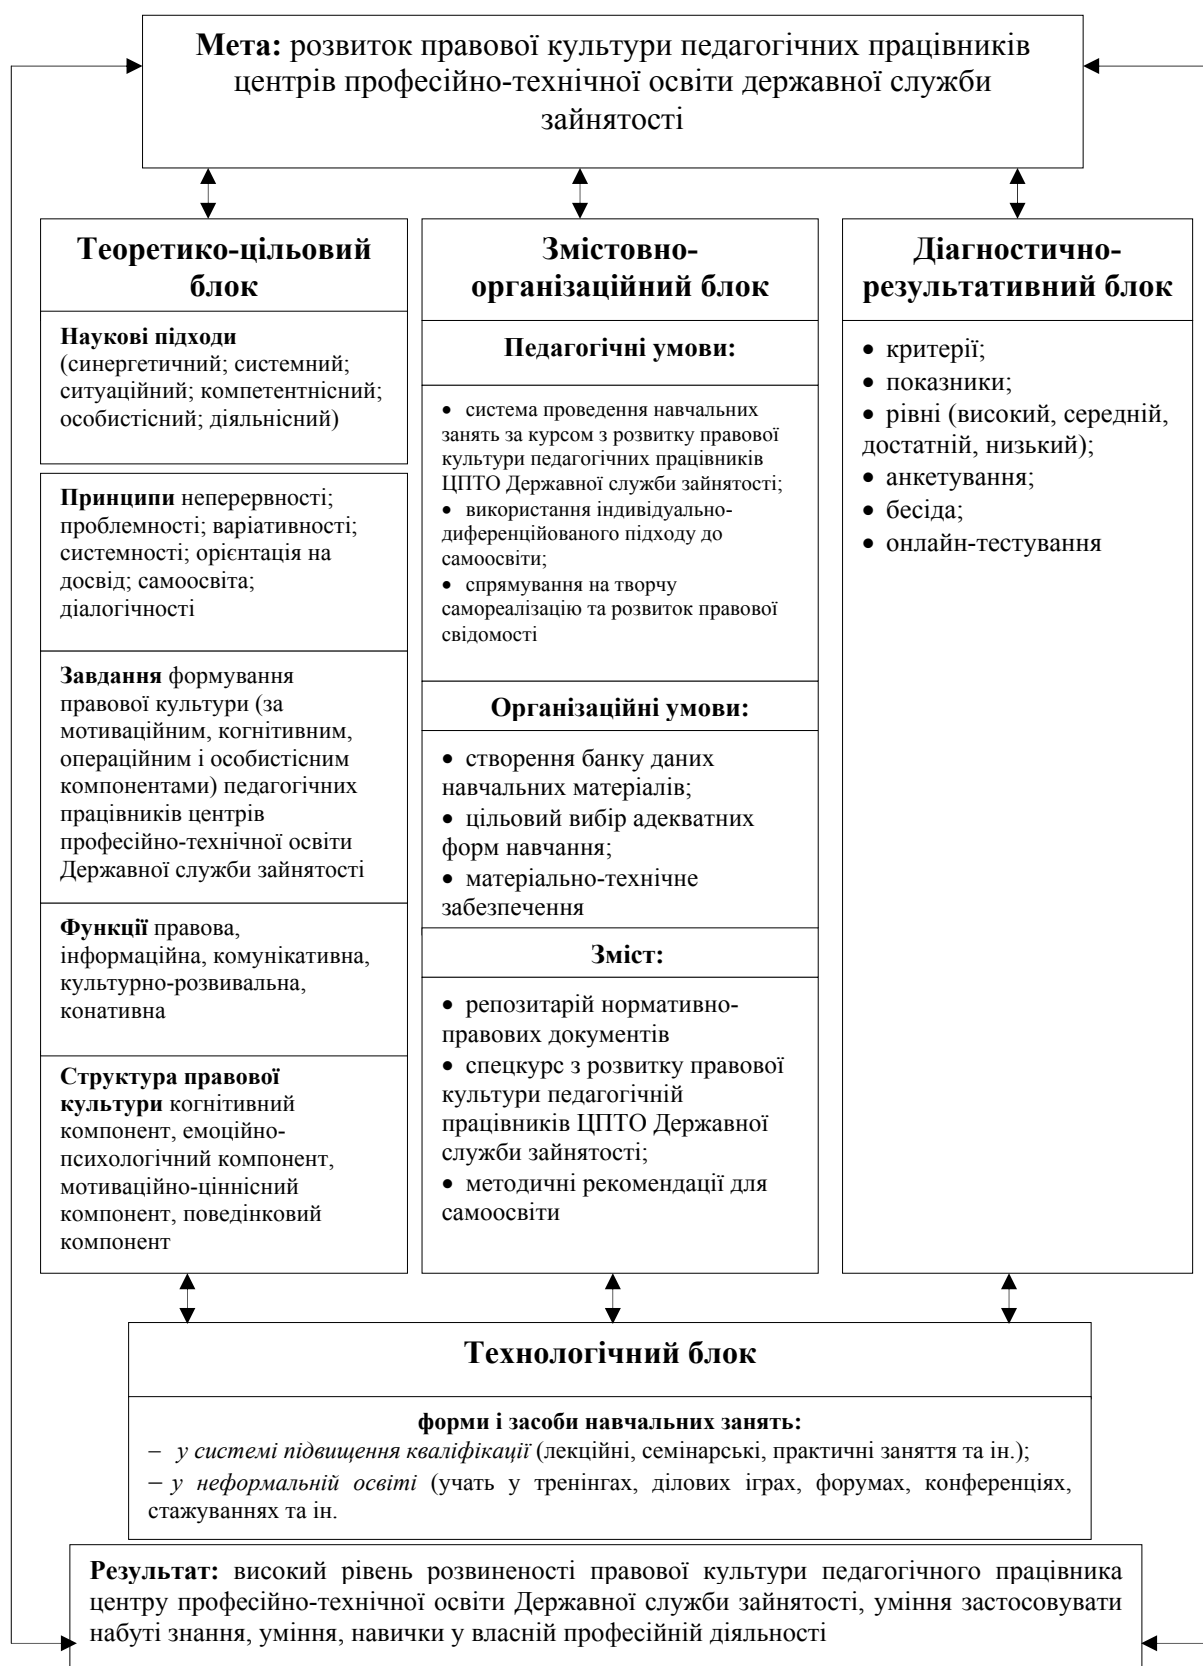 Мета: розвиток правової культури педагогічних працівників
центрів професійно-технічної освіти державної служби
зайнятості
Теоретико-цільовий
блок
Наукові підходи
(синергетичний; системний;
ситуаційний; компетентнісний;
особистісний; діяльнісний)
Принципи неперервності;
проблемності; варіативності;
системності; орієнтація на
досвід; самоосвіта;
діалогічності
Завдання формування
правової культури (за
мотиваційним, когнітивним,
операційним і особистісним
компонентами) педагогічних
працівників центрів
професійно-технічної освіти
Державної служби зайнятості
Функції правова,
інформаційна, комунікативна,
культурно-розвивальна,
конативна
Структура правової
культури когнітивний
компонент, емоційно-
психологічний компонент,
мотиваційно-ціннісний
компонент, поведінковий
компонент
Змістовно-
організаційний блок
Педагогічні умови:
• система проведення навчальних
занять за курсом з розвитку правової
культури педагогічних працівників
ЦПТО Державної служби зайнятості;
• використання індивідуально-
диференційованого підходу до
самоосвіти;
• спрямування на творчу
самореалізацію та розвиток правової
свідомості
Організаційні умови:
• створення банку даних
навчальних матеріалів;
• цільовий вибір адекватних
форм навчання;
• матеріально-технічне
забезпечення
Зміст:
• репозитарій нормативно-
правових документів
• спецкурс з розвитку правової
культури педагогічній
працівників ЦПТО Державної
служби зайнятості;
• методичні рекомендації для
самоосвіти
Діагностично-
результативний блок
• критерії;
• показники;
• рівні (високий, середній,
достатній, низький);
• анкетування;
• бесіда;
• онлайн-тестування
Технологічний блок
форми і засоби навчальних занять:
– у системі підвищення кваліфікації (лекційні, семінарські, практичні заняття та ін.);
– у неформальній освіті (учать у тренінгах, ділових іграх, форумах, конференціях,
стажуваннях та ін.
Результат: високий рівень розвиненості правової культури педагогічного працівника
центру професійно-технічної освіти Державної служби зайнятості, уміння застосовувати
набуті знання, уміння, навички у власній професійній діяльності